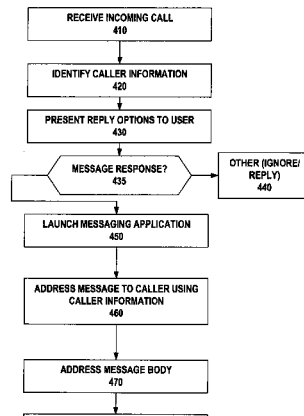 RECEIVE INCOMING CALL
410
IDENTIFY CALLER INFORMATION
420
PRESENT REPLY OPTIONS TO USER
430
MESSAGE RESPONSE?
435
OTHER (IGNORE/
REPLY)
440
LAUNCH MESSAGING APPLICATION
450
ADDRESS MESSAGE TO CALLER USING
CALLER INFORMATION
460
ADDRESS MESSAGE BODY
470